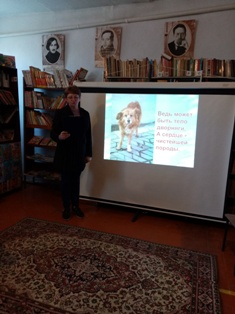 Ведь может
быть тело
дворняги,
А сердце -
чистейшей
породы!